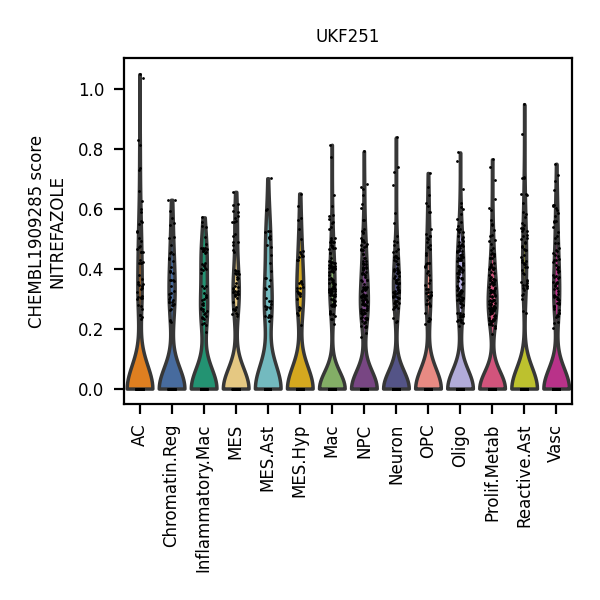 UKF251
CHEMBL1909285 score
NITREFAZOLE
1.0
0.8
0.6
0.4
0.2
0.0
AC
Chromatin.Reg
Inflammatory.Mac
MES
MES.Ast
MES.Hyp
Mac
NPC
Neuron
OPC
Oligo
Prolif.Metab
Reactive.Ast
Vasc